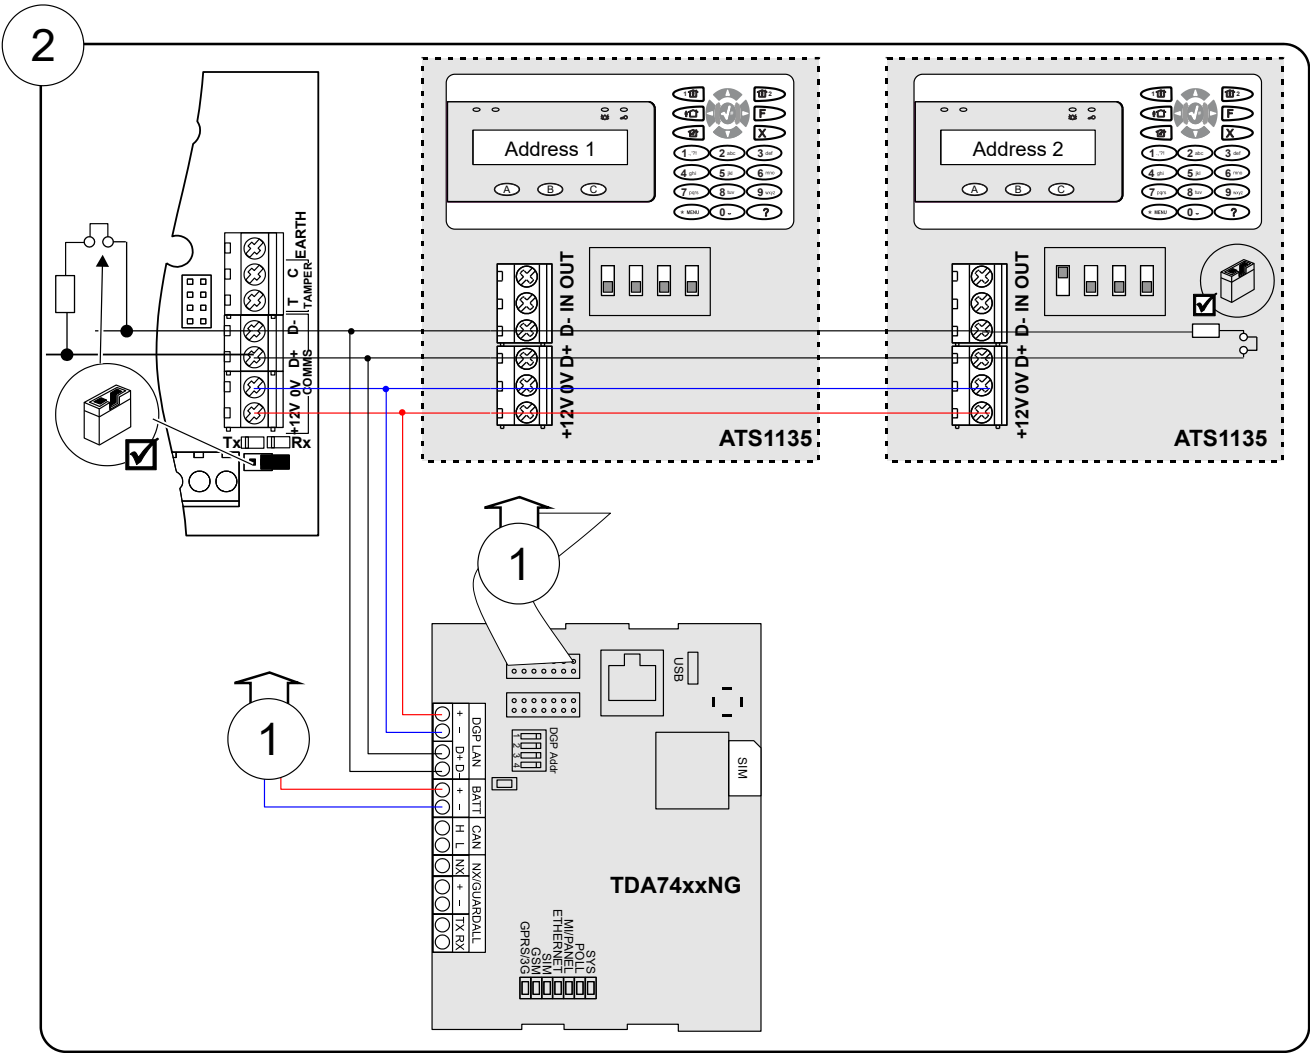 2
Address 1
1 2
F
X
1 .,?!
2 abc
3 def
4 ghi
5 jkl
6 mno
7 pqrs
8 tuv
9 wxyz
* MENU
0 -
?
A B C
Address 2
1 2
F
X
1 .,?!
2 abc
3 def
4 ghi
5 jkl
6 mno
7 pqrs
8 tuv
9 wxyz
* MENU
0 -
?
A B C
EARTH
T C
TAMPER
+12V 0V D+ D-
COMMS
Tx Rx
+12V 0V D+ D- IN OUT
ATS1135
+12V 0V D+ D- IN OUT
ATS1135
1
1
USB
DGP Addr
1 2 3 4
SIM
+ – D+ D-
DGP LAN
+ –
BATT
H L
CAN
NX + – TX RX
NX/GUARDALL
TDA74xxNG
GPRS/3G
GSM
SIM
ETHERNET
MI/PANEL
POLL
SYS